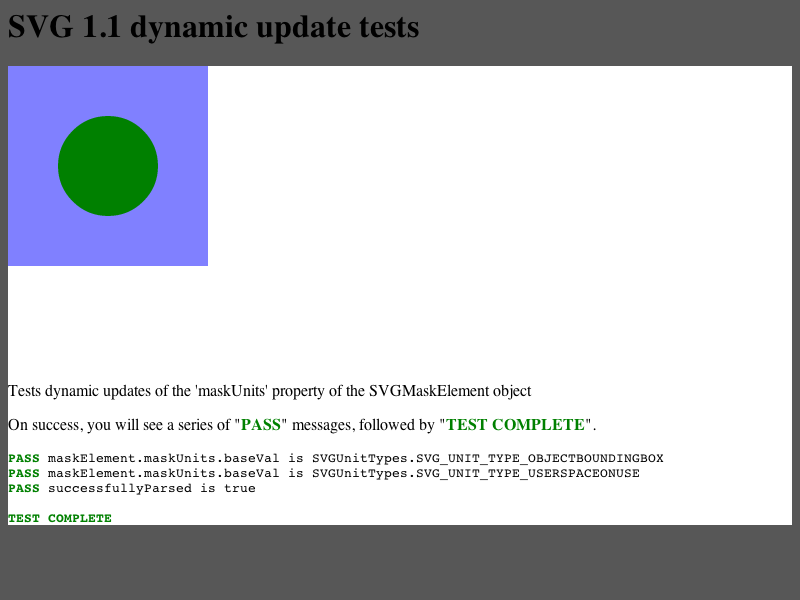 SVG 1.1 dynamic update tests
Tests dynamic updates of the 'maskUnits' property of the SVGMaskElement object
On success, you will see a series of "PASS" messages, followed by "TEST COMPLETE".
PASS maskElement.maskUnits.baseVal is SVGUnitTypes.SVG_UNIT_TYPE_OBJECTBOUNDINGBOX
PASS maskElement.maskUnits.baseVal is SVGUnitTypes.SVG_UNIT_TYPE_USERSPACEONUSE
PASS successfullyParsed is true
TEST COMPLETE